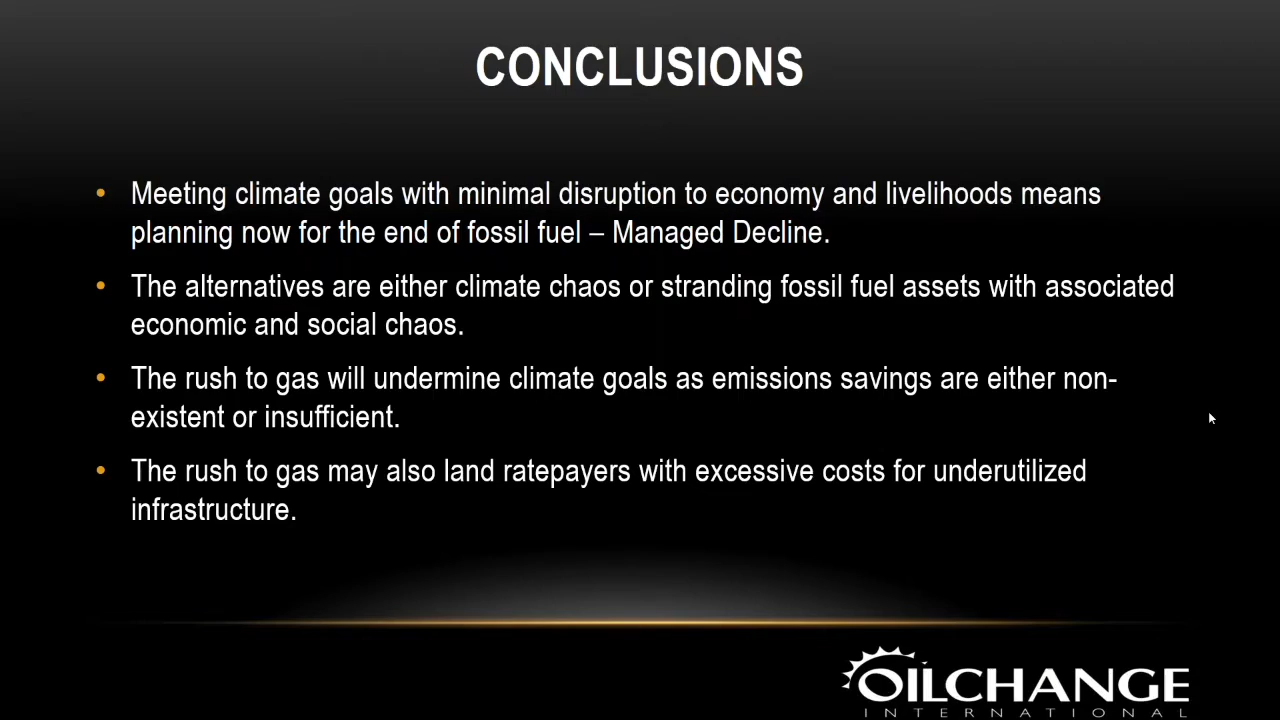 CONCLUSIONS
• Meeting climate goals with minimal disruption to economy and livelihoods means
planning now for the end of fossil fuel – Managed Decline.
• The alternatives are either climate chaos or stranding fossil fuel assets with associated
economic and social chaos.
• The rush to gas will undermine climate goals as emissions savings are either non-
existent or insufficient.
• The rush to gas may also land ratepayers with excessive costs for underutilized
infrastructure.
OILCHANGE
INTERNATIONAL